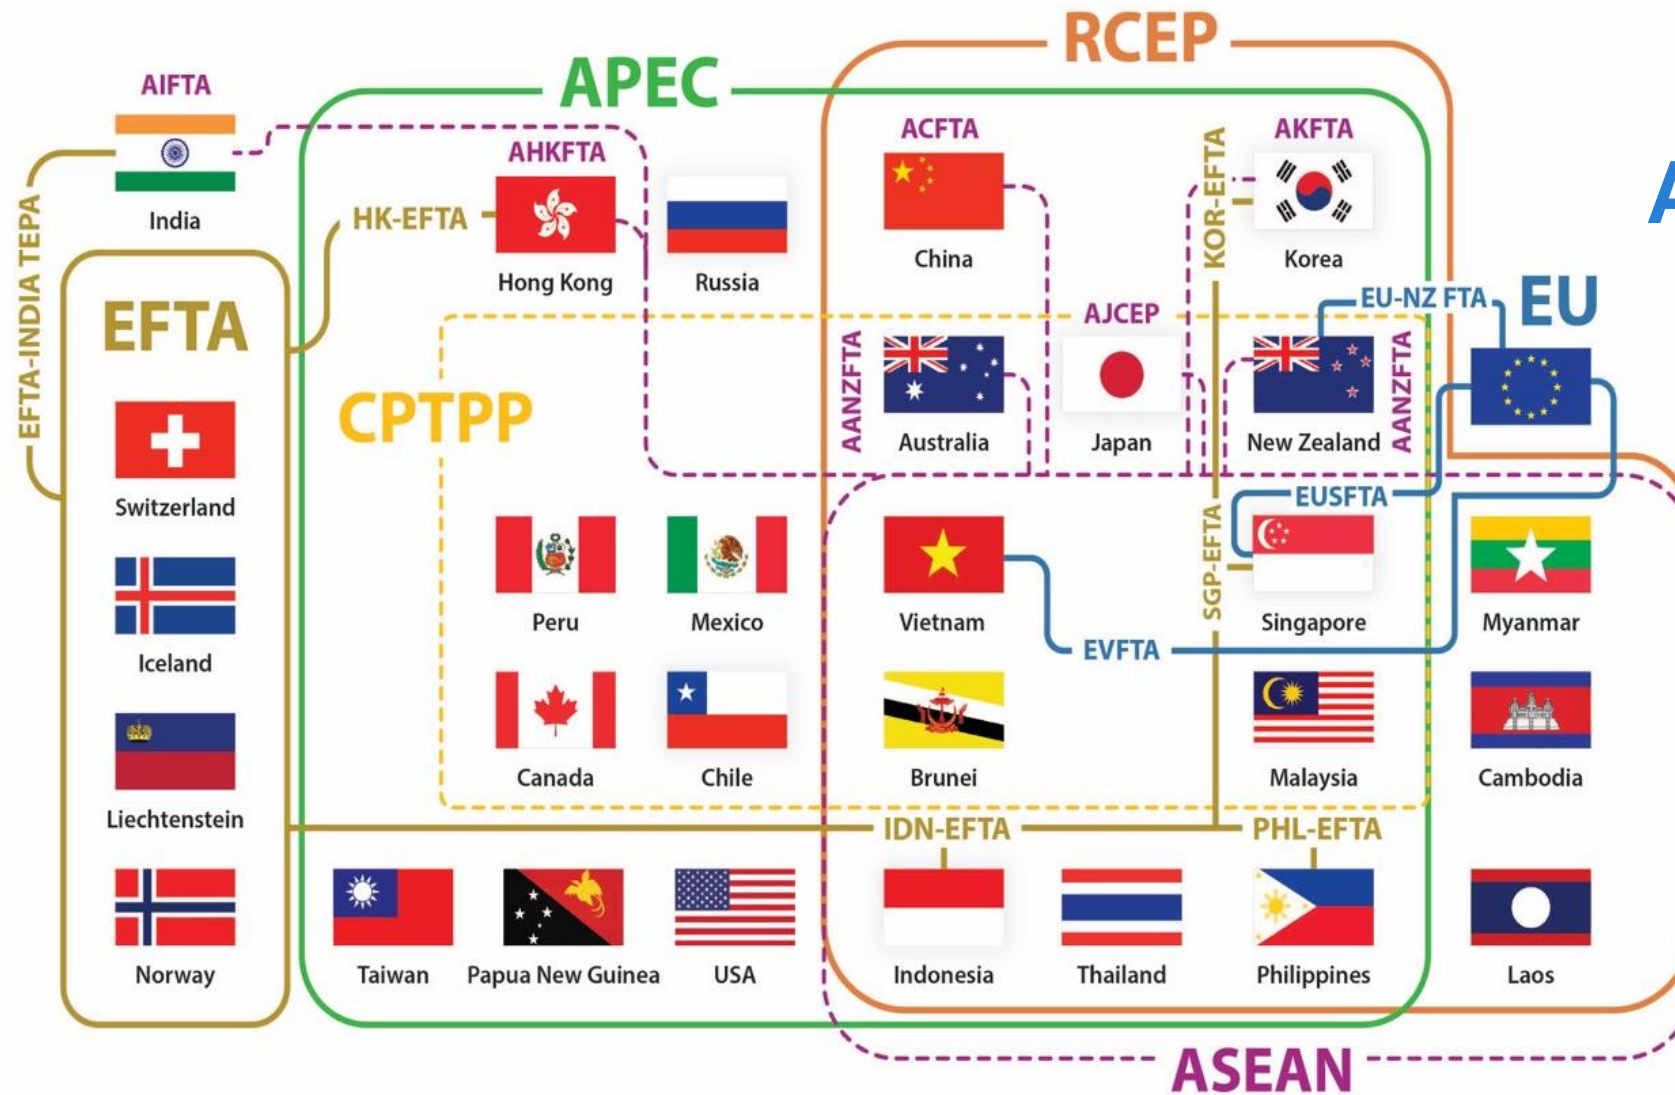 RCEP
APEC
AIFTA
ACFTA
AKFTA
AHKFTA
India
HK-EFTA
Hong Kong
Russia
China
KOR-EFTA
Korea
A
EFTA-INDIA TEPA
EFTA
EU-NZ FTA
EU
AJCEP
CPTPP
AANZFTA
Australia
Japan
New Zealand
AANZFTA
Switzerland
EUSFTA
SGP-EFTA
Peru
Mexico
Vietnam
Singapore
Myanmar
Iceland
EVFTA
Canada
Chile
Brunei
Malaysia
Cambodia
Liechtenstein
IDN-EFTA
PHL-EFTA
Norway
Taiwan
Papua New Guinea
USA
Indonesia
Thailand
Philippines
Laos
ASEAN